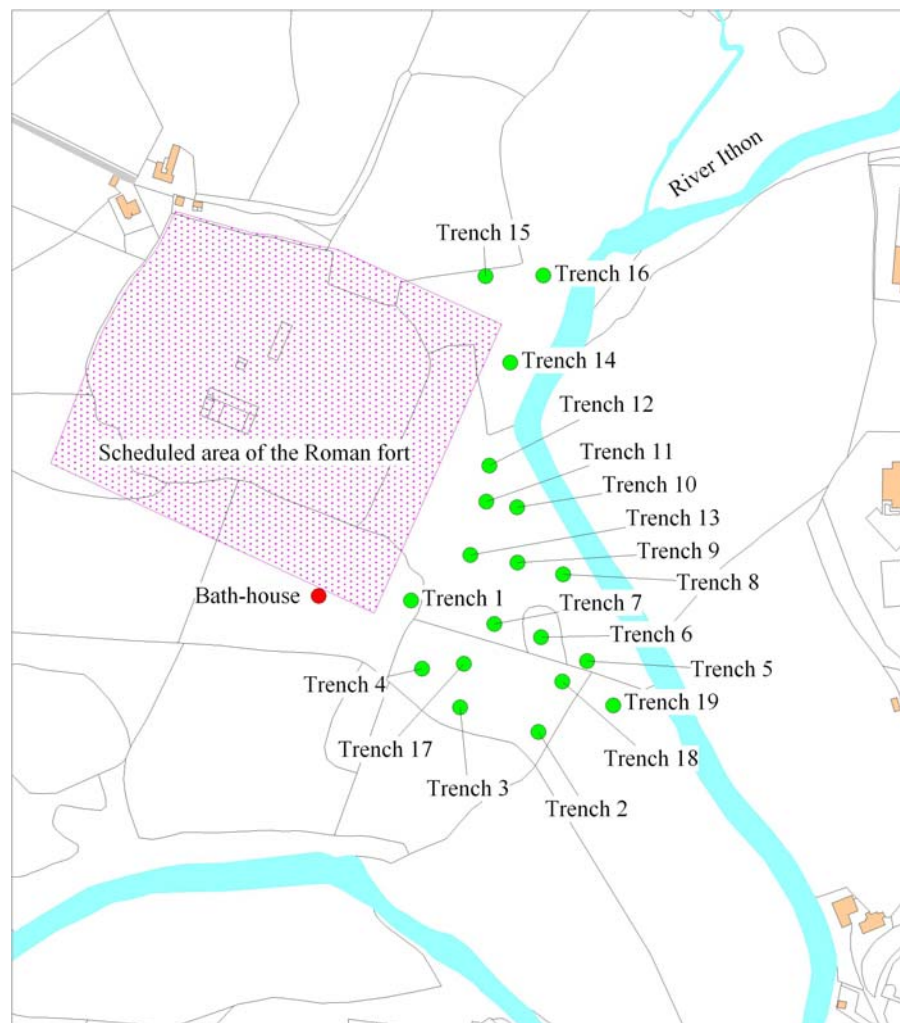 River Ithon
Trench 15
Trench 16
Trench 14
Trench 12
Scheduled area of the Roman fort
Trench 11
Trench 10
Trench 13
Trench 9
Trench 8
Bath-house
Trench 1
Trench 7
Trench 6
Trench 5
Trench 4
Trench 19
Trench 17
Trench 18
Trench 3
Trench 2